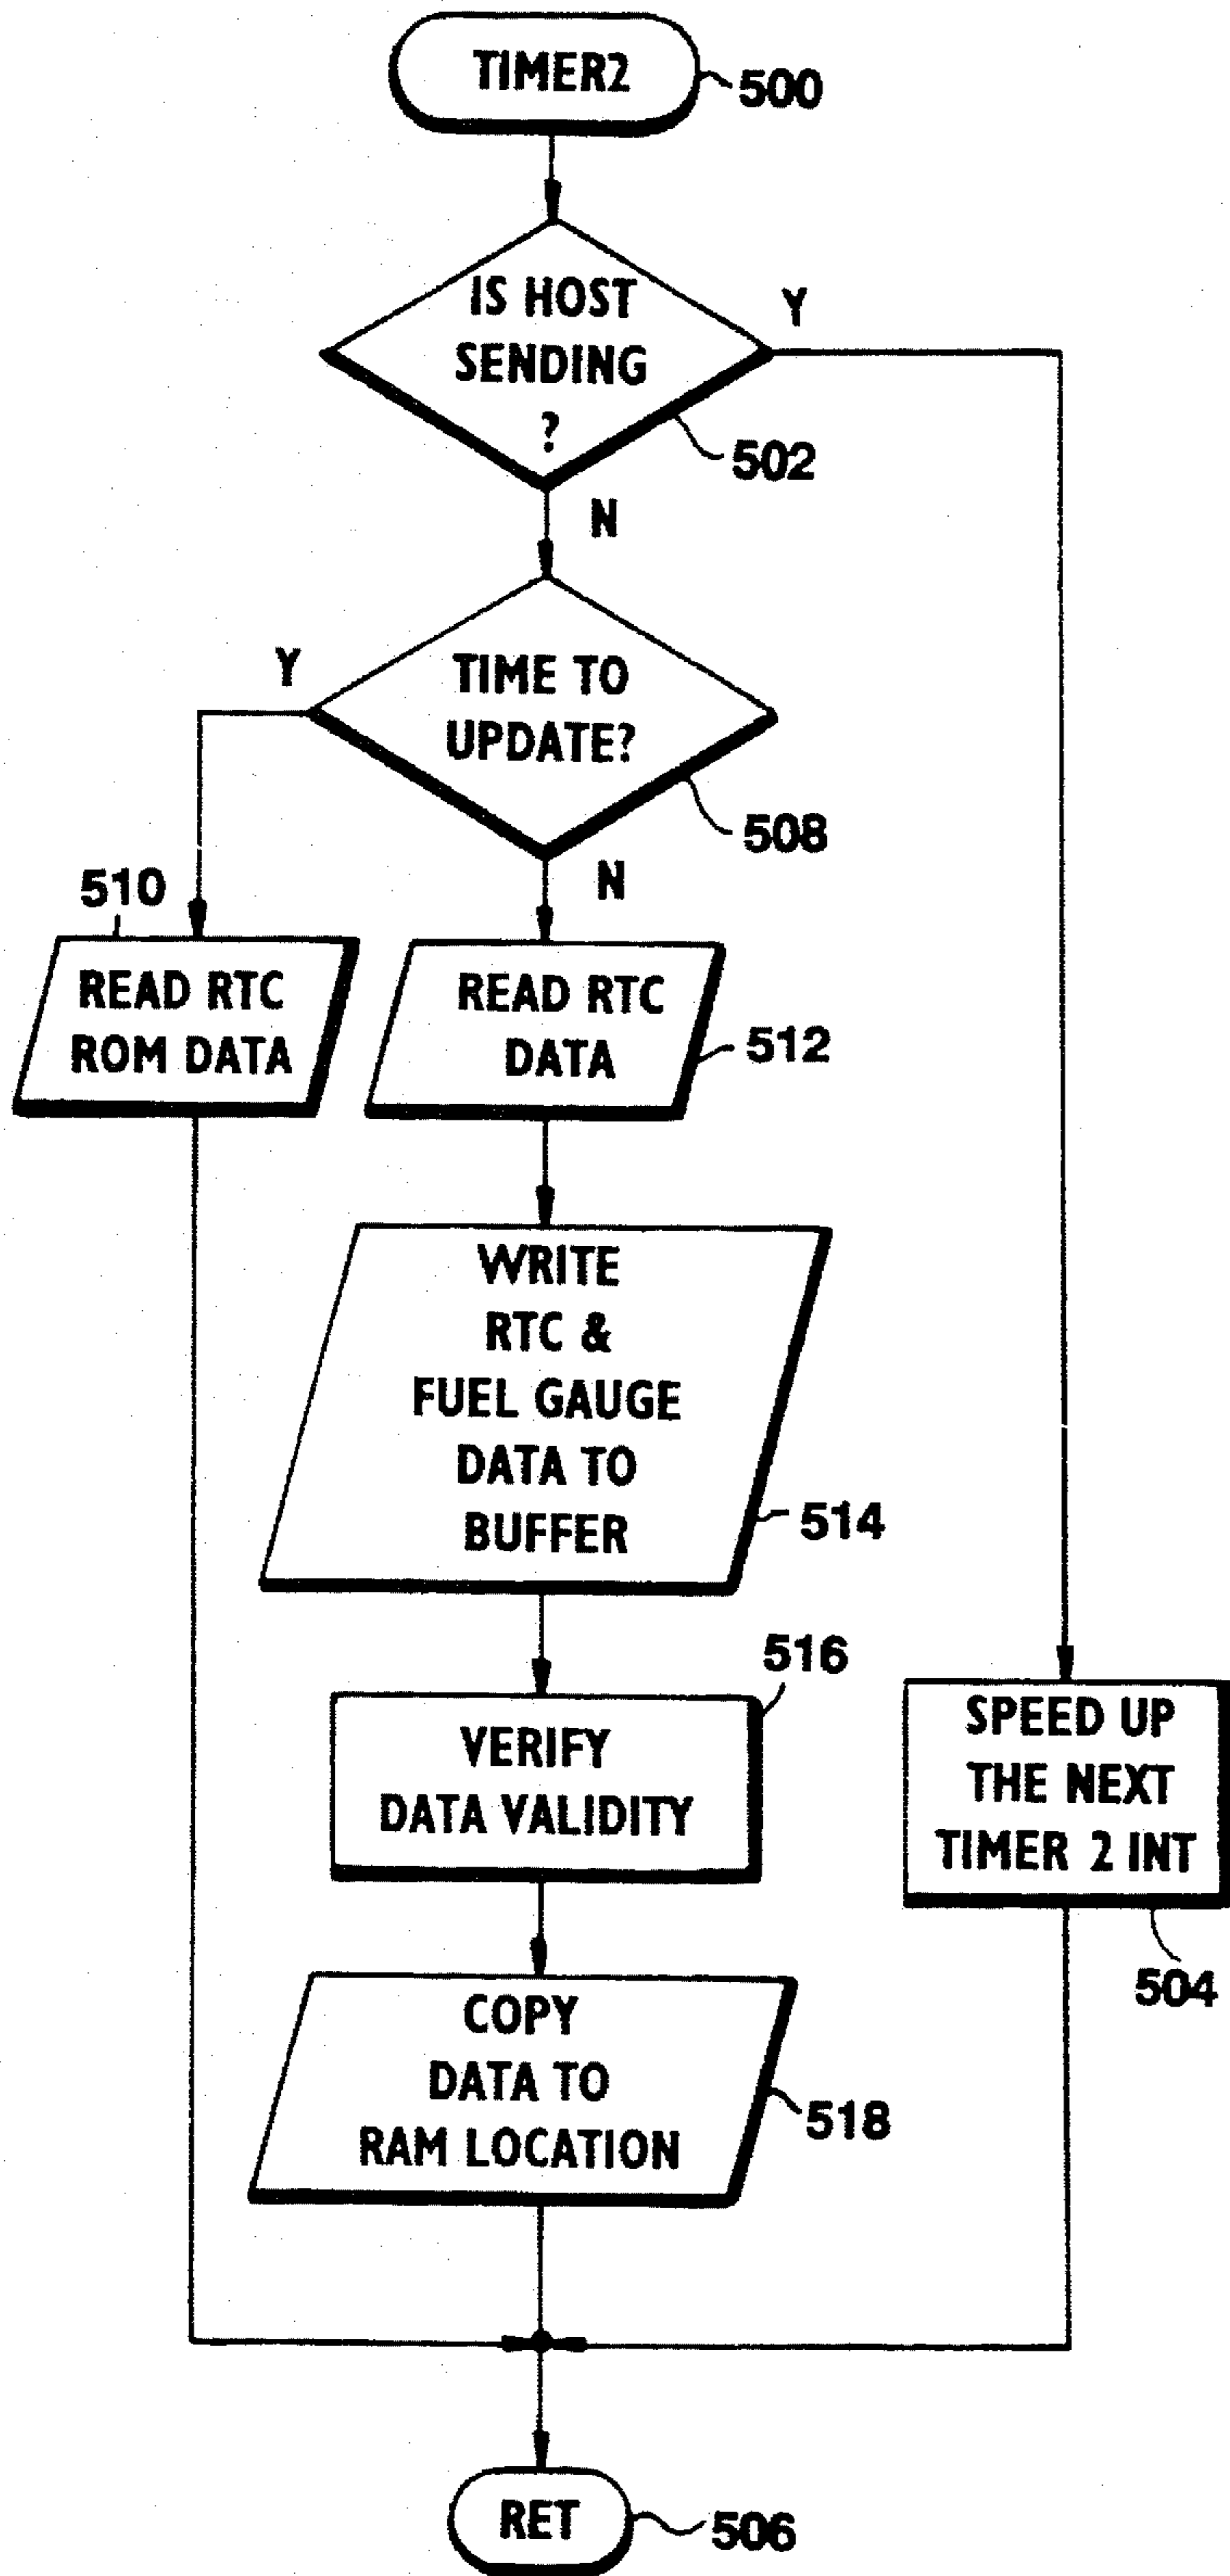 TIMER2
500
IS HOST
SENDING
?
Y
502
N
TIME TO
UPDATE?
Y
508
N
510
READ RTC
ROM DATA
READ RTC
DATA
512
WRITE
RTC &
FUEL GAUGE
DATA TO
BUFFER
514
516
VERIFY
DATA VALIDITY
SPEED UP
THE NEXT
TIMER 2 INT
504
COPY
DATA TO
RAM LOCATION
518
RET
506